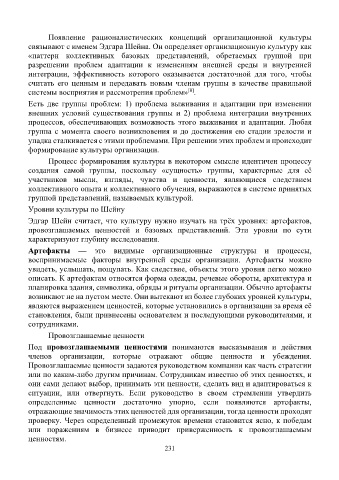 Появление рационалистических концепций организационной культуры
связывают с именем Эдгара Шейна. Он определяет организационную культуру как
«паттерн коллективных базовых представлений, обретаемых группой при
разрешении проблем адаптации к изменениям внешней среды и внутренней
интеграции, эффективность которого оказывается достаточной для того, чтобы
считать его ценным и передавать новым членам группы в качестве правильной
системы восприятия и рассмотрения проблем»[8].
Есть две группы проблем: 1) проблема выживания и адаптации при изменении
внешних условий существования группы и 2) проблема интеграции внутренних
процессов, обеспечивающих возможность этого выживания и адаптации. Любая
группа с момента своего возникновения и до достижения ею стадии зрелости и
упадка сталкивается с этими проблемами. При решении этих проблем и происходит
формирование культуры организации.
Процесс формирования культуры в некотором смысле идентичен процессу
создания самой группы, поскольку «сущность» группы, характерные для её
участников мысли, взгляды, чувства и ценности, являющиеся следствием
коллективного опыта и коллективного обучения, выражаются в системе принятых
группой представлений, называемых культурой.
Уровни культуры по Шейну
Эдгар Шейн считает, что культуру нужно изучать на трёх уровнях: артефактов,
провозглашаемых ценностей и базовых представлений. Эти уровни по сути
характеризуют глубину исследования.
Артефакты — это видимые организационные структуры и процессы,
воспринимаемые факторы внутренней среды организации. Артефакты можно
увидеть, услышать, пощупать. Как следствие, объекты этого уровня легко можно
описать. К артефактам относятся форма одежды, речевые обороты, архитектура и
планировка здания, символика, обряды и ритуалы организации. Обычно артефакты
возникают не на пустом месте. Они вытекают из более глубоких уровней культуры,
являются выражением ценностей, которые установились в организации за время её
становления, были привнесены основателем и последующими руководителями, и
сотрудниками.
Провозглашаемые ценности
Под провозглашаемыми ценностями понимаются высказывания и действия
членов организации, которые отражают общие ценности и убеждения.
Провозглашаемые ценности задаются руководством компании как часть стратегии
или по каким-либо другим причинам. Сотрудникам известно об этих ценностях, и
они сами делают выбор, принимать эти ценности, сделать вид и адаптироваться к
ситуации, или отвергнуть. Если руководство в своем стремлении утвердить
определенные ценности достаточно упорно, если появляются артефакты,
отражающие значимость этих ценностей для организации, тогда ценности проходят
проверку. Через определенный промежуток времени становится ясно, к победам
или поражениям в бизнесе приводит приверженность к провозглашаемым
ценностям.
231